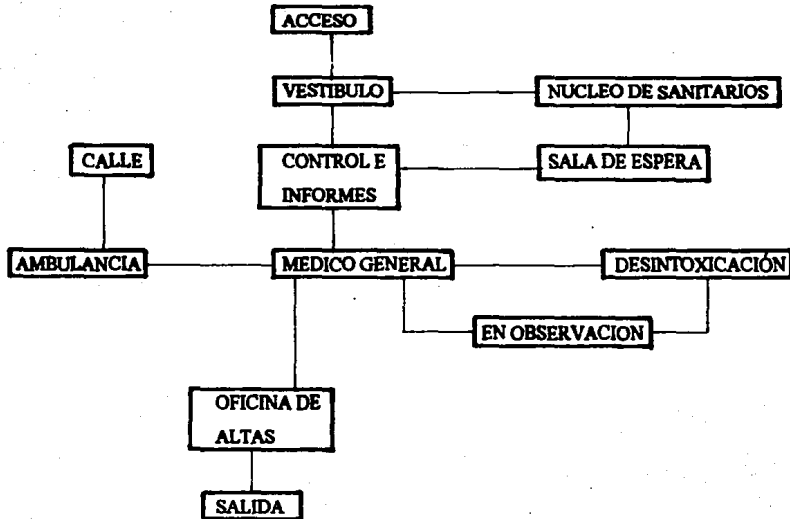 ACCESO
VESTIBULO
NUCLEO DE SANITARIOS
CALLE
CONTROL E
INFORMES
SALA DE ESPERA
AMBULANCIA
MEDICO GENERAL
DESINTOXICACIÓN
EN OBSERVACION
OFICINA DE
ALTAS
SALIDA